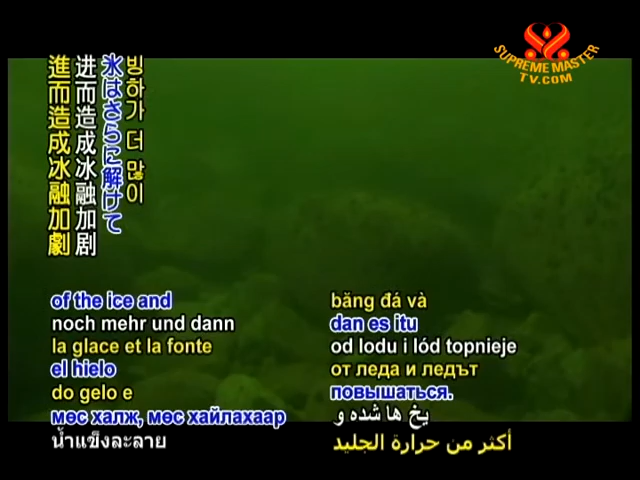 SUPREME MASTER
TV.COM
進而造成冰融加劇
进而造成冰融加剧
氷はさらに解けて
빙하가 더 많이
of the ice and
noch mehr und dann
la glace et la fonte
el hielo
do gelo e
мөс халж, мөс хайлахаар
น้ำแข็งละลาย
băng đá và
dan es itu
od lodu i lód topnieje
от леда и ледът
повышаться.
یخ ها شده و
أكثر من حرارة الجليد